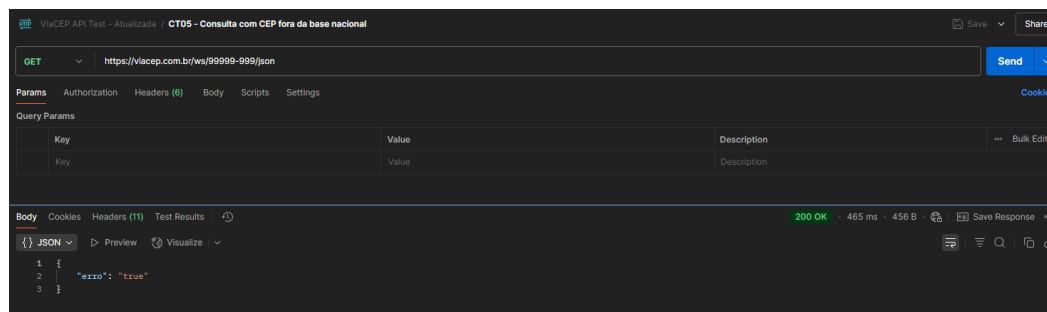 HTTP ViaCEP API Test - Atualizada / CT05 - Consulta com CEP fora da base nacional Save Share
GET https://viacep.com.br/ws/99999-999/json Send
Params Authorization Headers (6) Body Scripts Settings Cookie
Query Params
Key Value Description Bulk Edit
Key Value Description
Body Cookies Headers (11) Test Results 200 OK 465 ms 456 B Save Response
{} JSON Preview Visualize
1 {
2 "erro": "true"
3 }